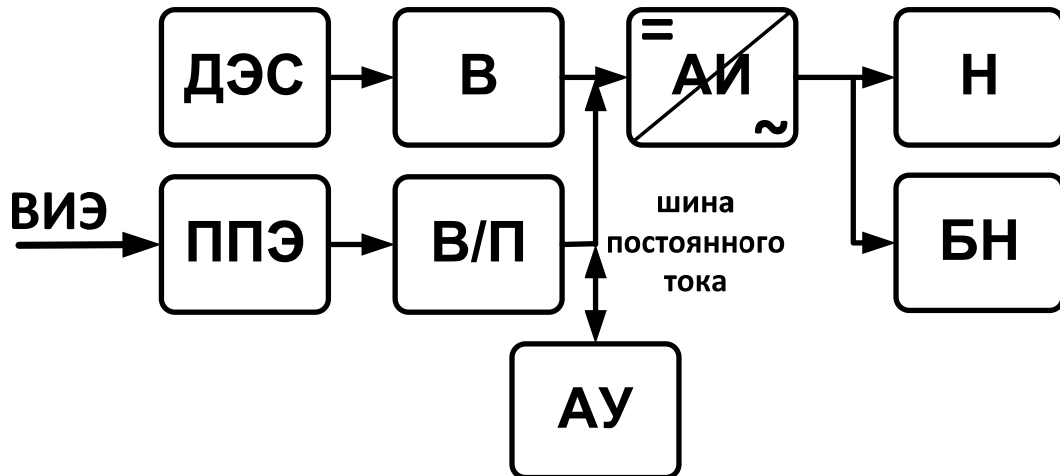 ДЭС
В
=
АИ
~
Н
ВИЭ
ППЭ
В/П
шина
постоянного
тока
БН
АУ